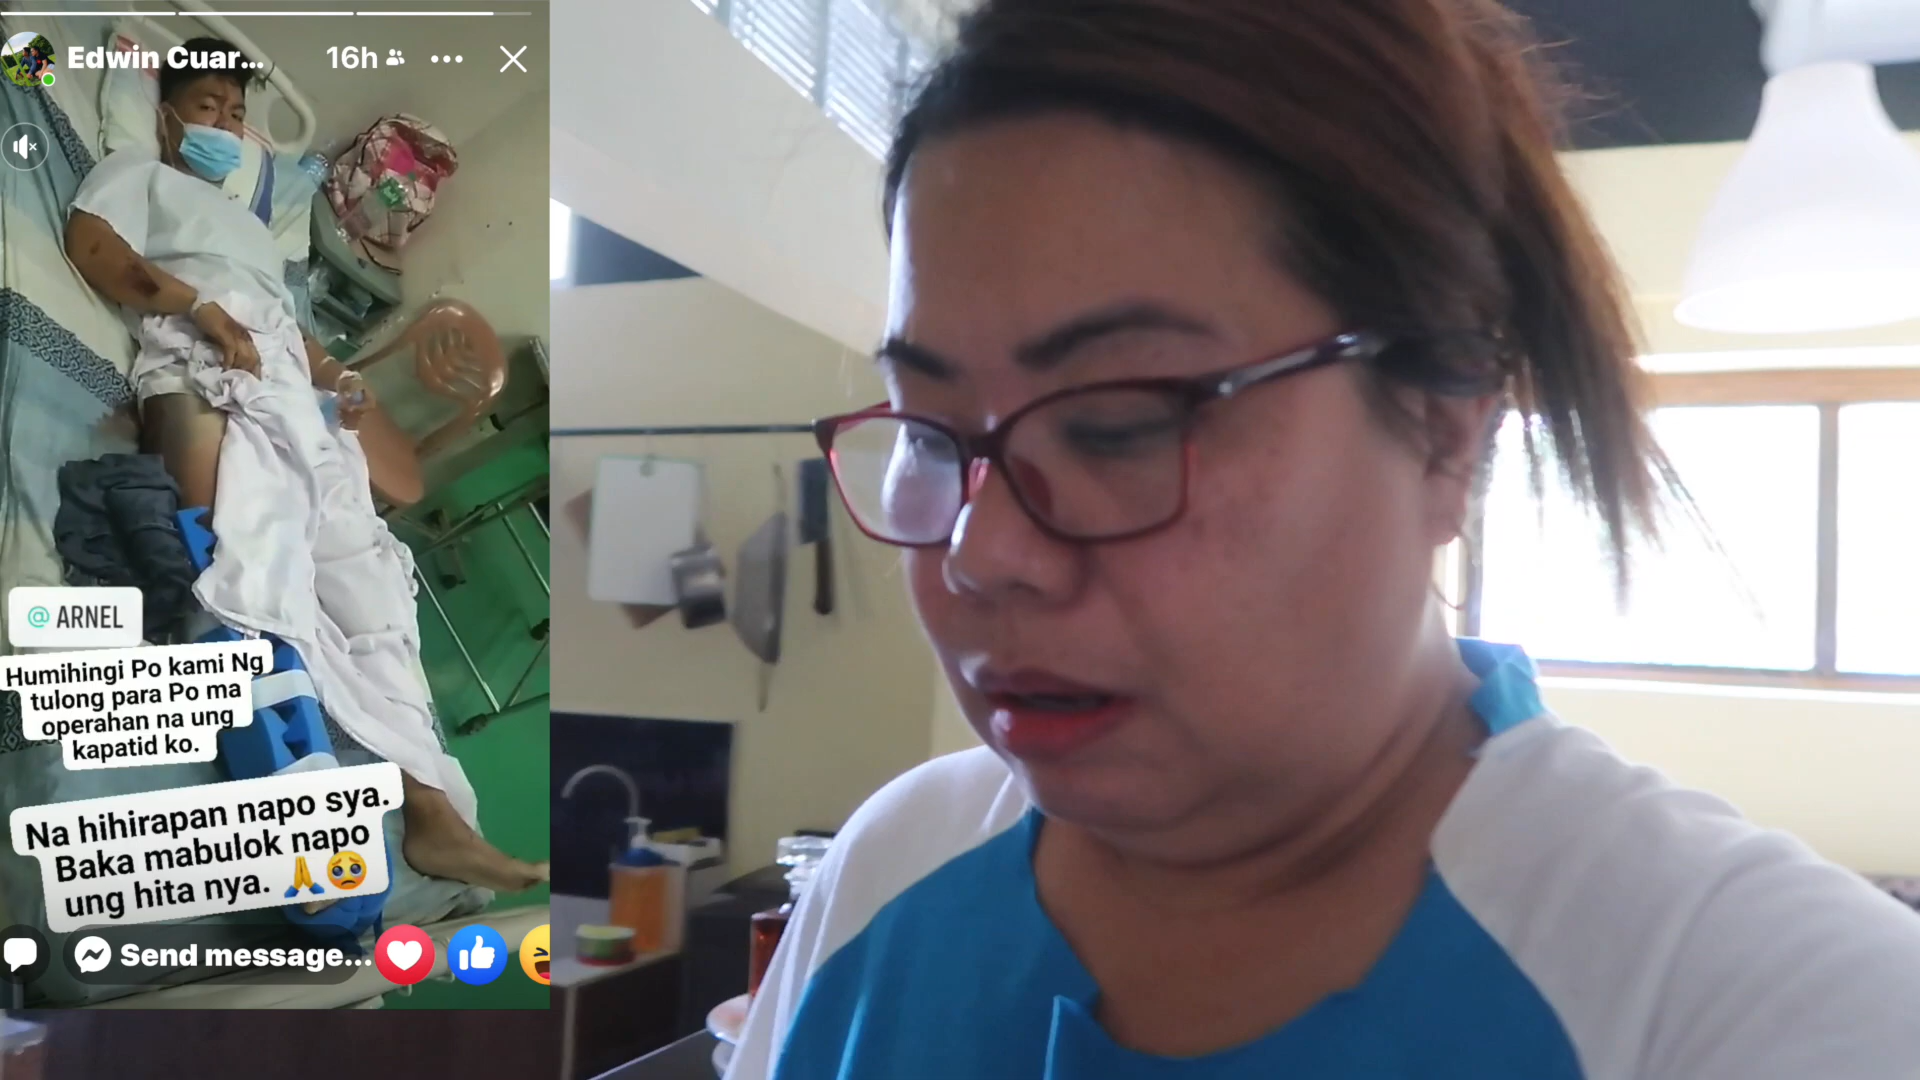 Edwin Cuar...
16h
@ ARNEL
Humihingi Po kami Ng
tulong para Po ma
operahan na ung
kapatid ko.
Na hihirapan napo sya.
Baka mabulok napo
ung hita nya. 🙏🥺
Send message...